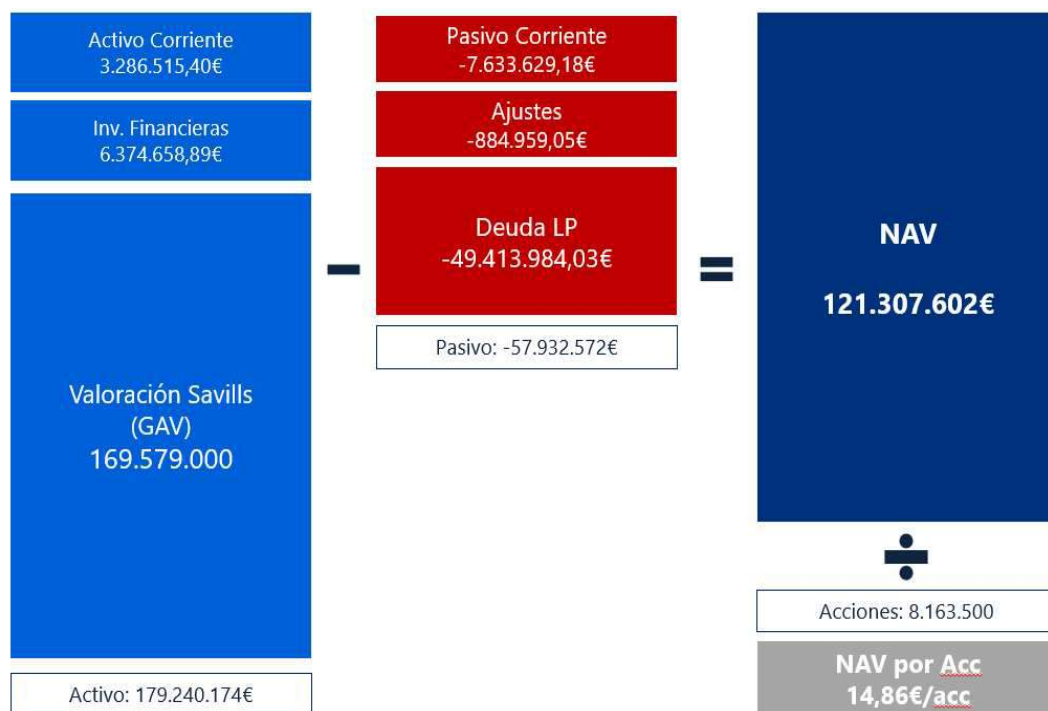 Activo Corriente
3.286.515,40€
Inv. Financieras
6.374.658,89€
Valoración Savills
(GAV)
169.579.000
Activo: 179.240.174€
-
Pasivo Corriente
-7.633.629,18€
Ajustes
-884.959,05€
Deuda LP
-49.413.984,03€
Pasivo: -57.932.572€
=
NAV
121.307.602€
÷
Acciones: 8.163.500
NAV por Acc
14,86€/acc